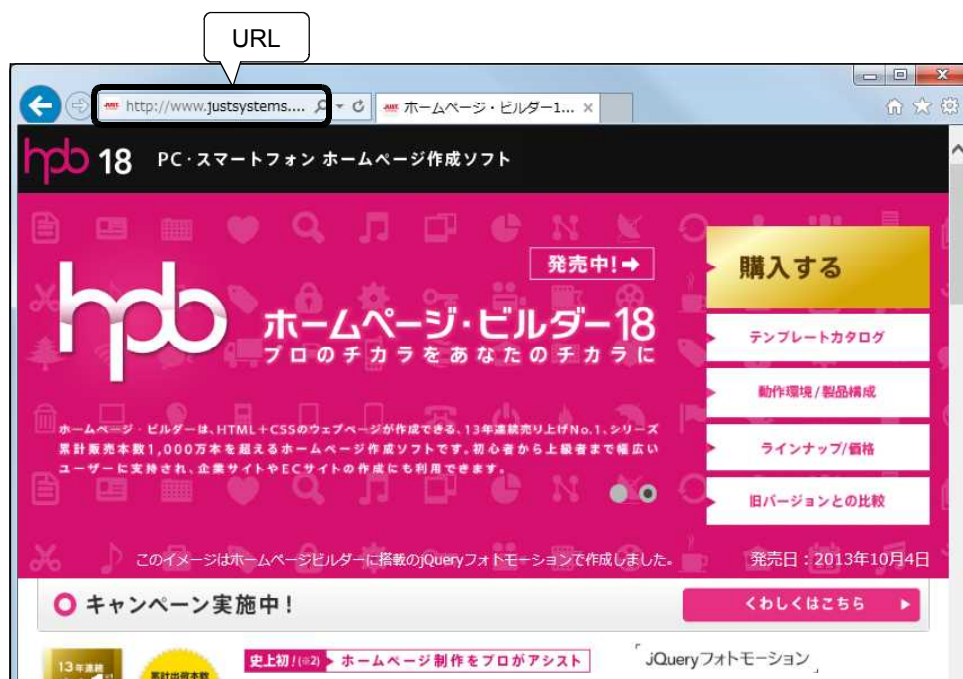 URL
http://www.justsystems....
ホームページ・ビルダー1...
hpb 18 PC・スマートフォン ホームページ作成ソフト
発売中!➜
購入する
hpb
ホームページ・ビルダー18
プロのチカラをあなたのチカラに
テンプレートカタログ
動作環境/製品構成
ホームページ・ビルダーは、HTML+CSSのウェブページが作成できる、13年連続売り上げNo.1、シリーズ
累計販売本数1,000万本を超えるホームページ作成ソフトです。初心者から上級者まで幅広い
ユーザーに支持され、企業サイトやECサイトの作成にも利用できます。
ラインナップ/価格
旧バージョンとの比較
このイメージはホームページビルダーに搭載のjQueryフォトモーションで作成しました。
発売日：2013年10月4日
キャンペーン実施中！
くわしくはこちら
13年連続
累計出荷本数
史上初!(※2) ホームページ制作をプロがアシスト
「jQueryフォトモーション」